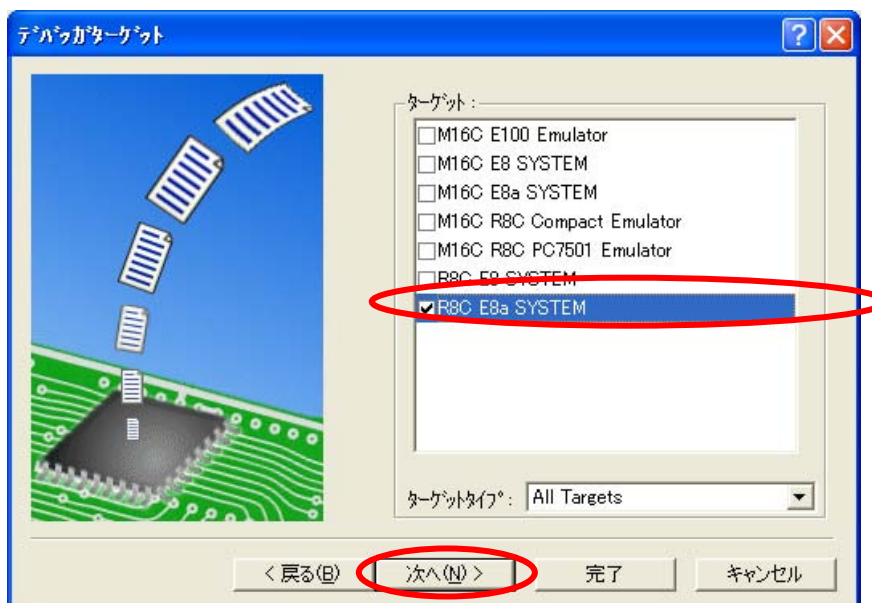 デバッガターゲット
ターゲット :
M16C E100 Emulator
M16C E8 SYSTEM
M16C E8a SYSTEM
M16C R8C Compact Emulator
M16C R8C PC7501 Emulator
R8C E8 SYSTEM
R8C E8a SYSTEM
ターゲットタイプ : All Targets
< 戻る(B) 次へ(N) > 完了 キャンセル